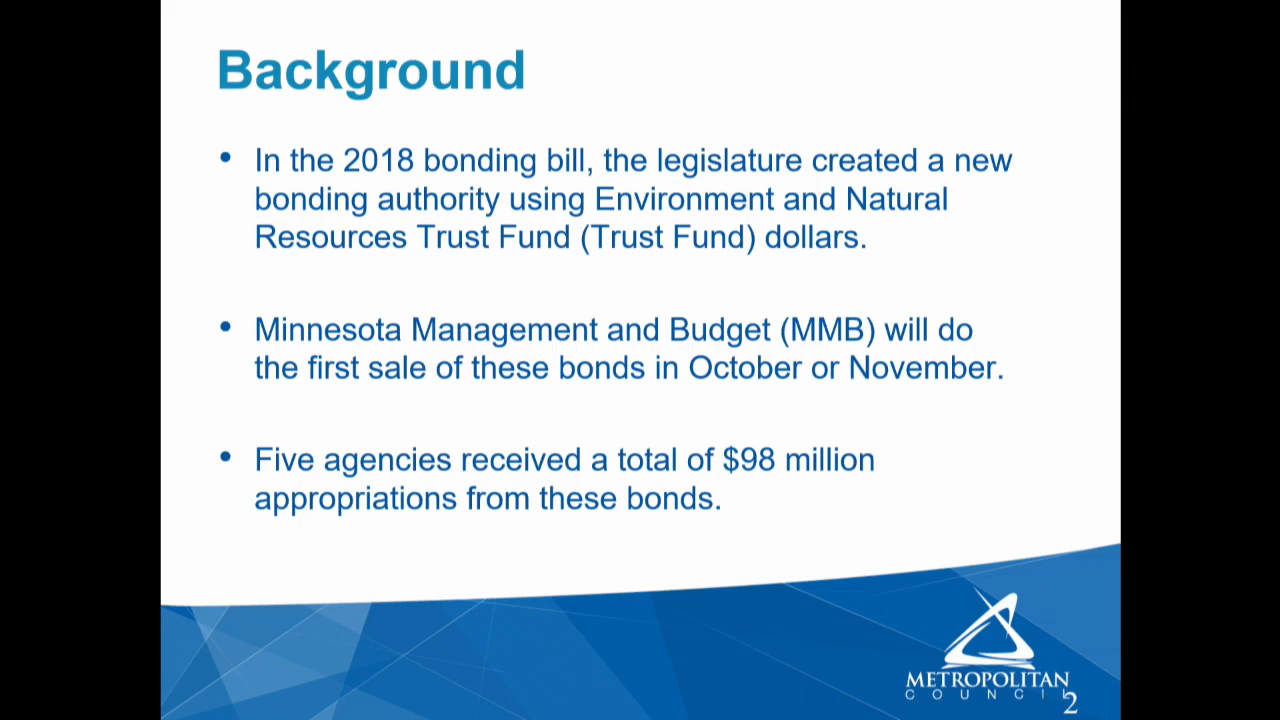 Background
• In the 2018 bonding bill, the legislature created a new
bonding authority using Environment and Natural
Resources Trust Fund (Trust Fund) dollars.
• Minnesota Management and Budget (MMB) will do
the first sale of these bonds in October or November.
• Five agencies received a total of $98 million
appropriations from these bonds.
METROPOLITAN
COUNCIL
2